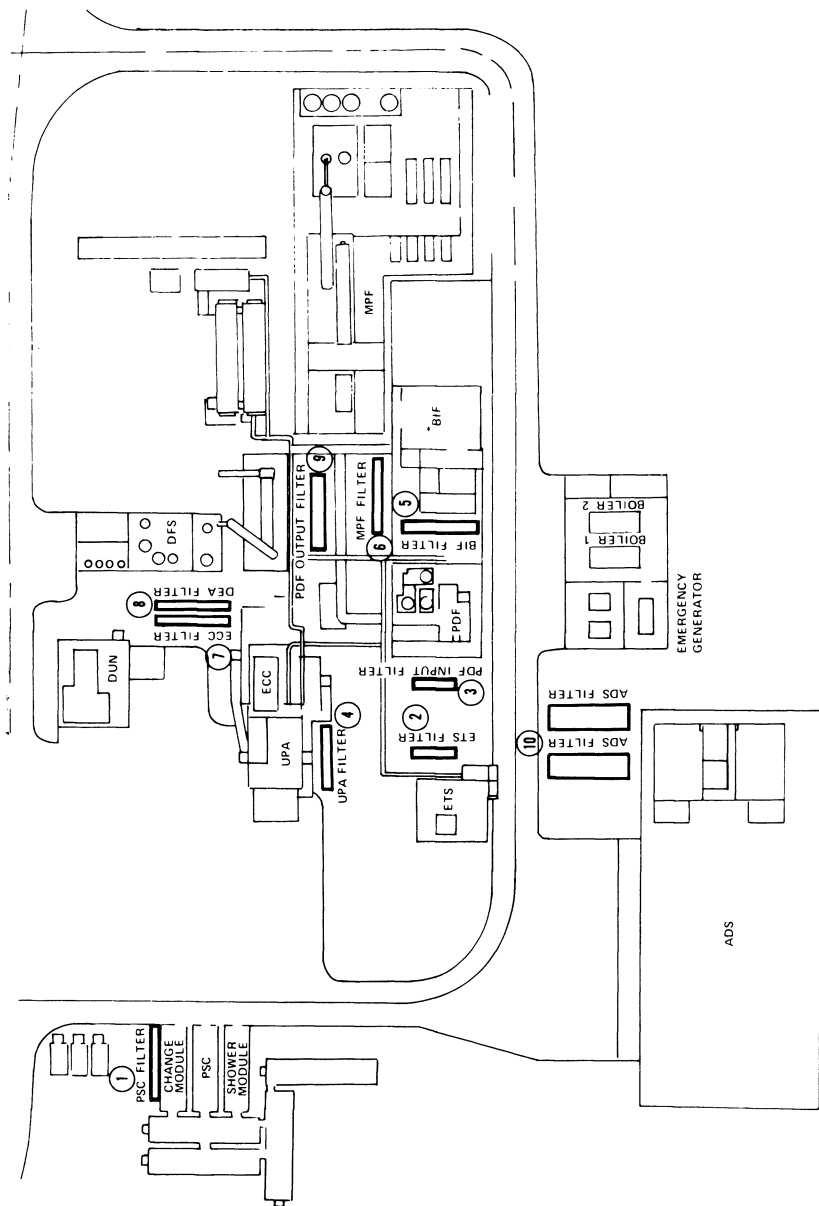 1
PSC FILTER
CHANGE
MODULE
PSC
SHOWER
MODULE
DUN
8
DEA FILTER
ECC FILTER
7
DFS
ECC
UPA
4
UPA FILTER
PDF OUTPUT FILTER
9
MPF FILTER
6
5
BIF FILTER
BIF
MPF
PDF
PDF INPUT FILTER
3
2
ETS FILTER
ETS
10
ADS FILTER
ADS FILTER
ADS
BOILER 2
BOILER 1
EMERGENCY
GENERATOR